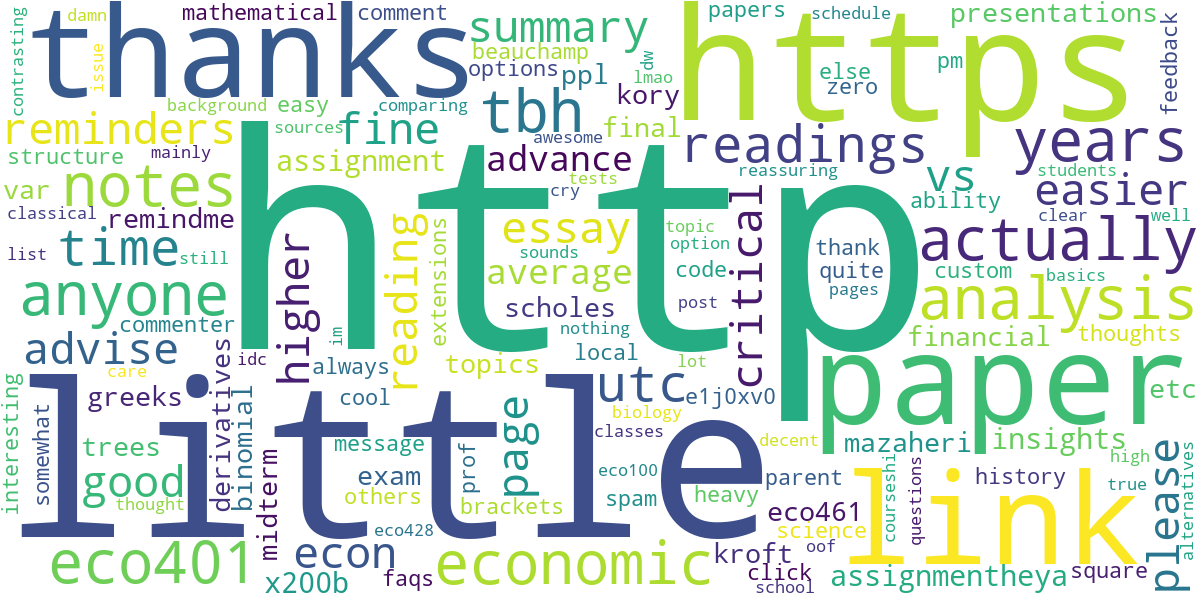 contrasting
damn
issue
thanks
mathematical
comment
summary
beauchamp
options
ppl
dw
lmao
kory
https
papers
schedule
else
zero
pm
presentations
feedback
background
easy
comparing
sources
reminders
structure
mainly
var
notes
fine
assignment
tbh
awesome
final
advance
tests
cry
readings
reassuring
vs
ability
years
students
easier
clear
well
classical
remindme
list
time
still
http
higher
reading
extensions
essay
sounds
average
scholes
nothing
topic
option
code
post
critical
thank
quite
pages
actually
custom
basics
anyone
commenter
advise
idc
im
always
topics
local
lot
analysis
financial
thoughts
care
interesting
somewhat
greeks
derivatives
binomial
cool
utc
e1j0xv0
biology
classes
paper
etc
little
trees
good
thought
midterm
message
exam
others
prof
brackets
page
eco100
spam
heavy
decent
parent
mazaheri
insights
high
link
history
true
please
alternatives
courseshi
questions
eco428
eco461
science
oof
eco401
econ
x200b
faqs
economic
kroft
click
school
assignmentheya
square